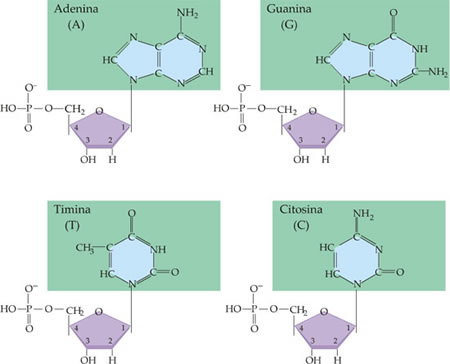 Adenina
(A)
NH₂
C
N
C
N
HC
C
CH
N
N
O⁻
HO—P—O—CH₂
O
O
4
1
3
2
OH
H
Guanina
(G)
O
C
N
C
NH
HC
C
C
NH₂
N
N
O⁻
HO—P—O—CH₂
O
O
4
1
3
2
OH
H
Timina
(T)
O
C
CH₃
C
NH
HC
C
O
N
O⁻
HO—P—O—CH₂
O
O
4
1
3
2
OH
H
Citosina
(C)
NH₂
C
HC
N
HC
C
O
N
O⁻
HO—P—O—CH₂
O
O
4
1
3
2
OH
H